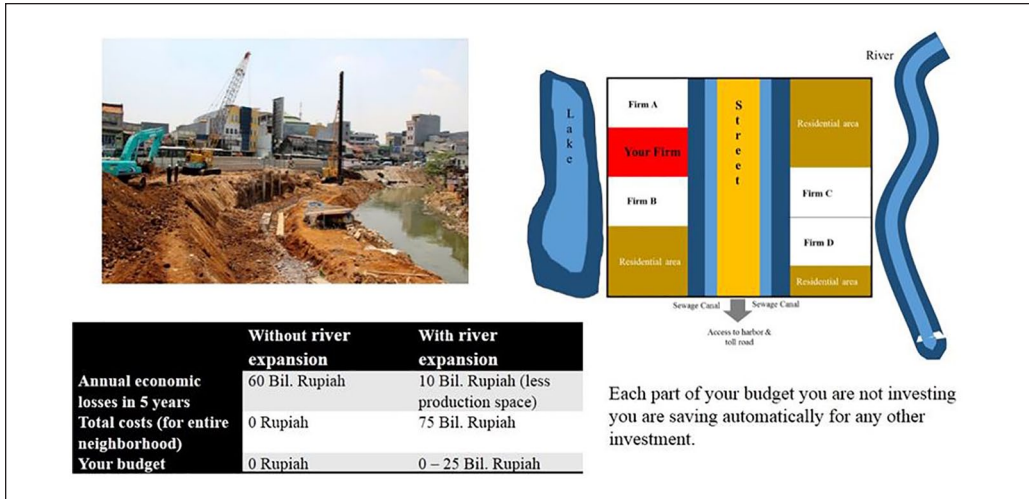 Lake
Firm A
Your Firm
Firm B
Residential area
Street
Residential area
Firm C
Firm D
Residential area
River
Sewage Canal
Sewage Canal
Access to harbor &
toll road
Without river
expansion
With river
expansion
Annual economic
losses in 5 years
60 Bil. Rupiah
10 Bil. Rupiah (less
production space)
Total costs (for entire
neighborhood)
0 Rupiah
75 Bil. Rupiah
Your budget
0 Rupiah
0 – 25 Bil. Rupiah
Each part of your budget you are not investing
you are saving automatically for any other
investment.